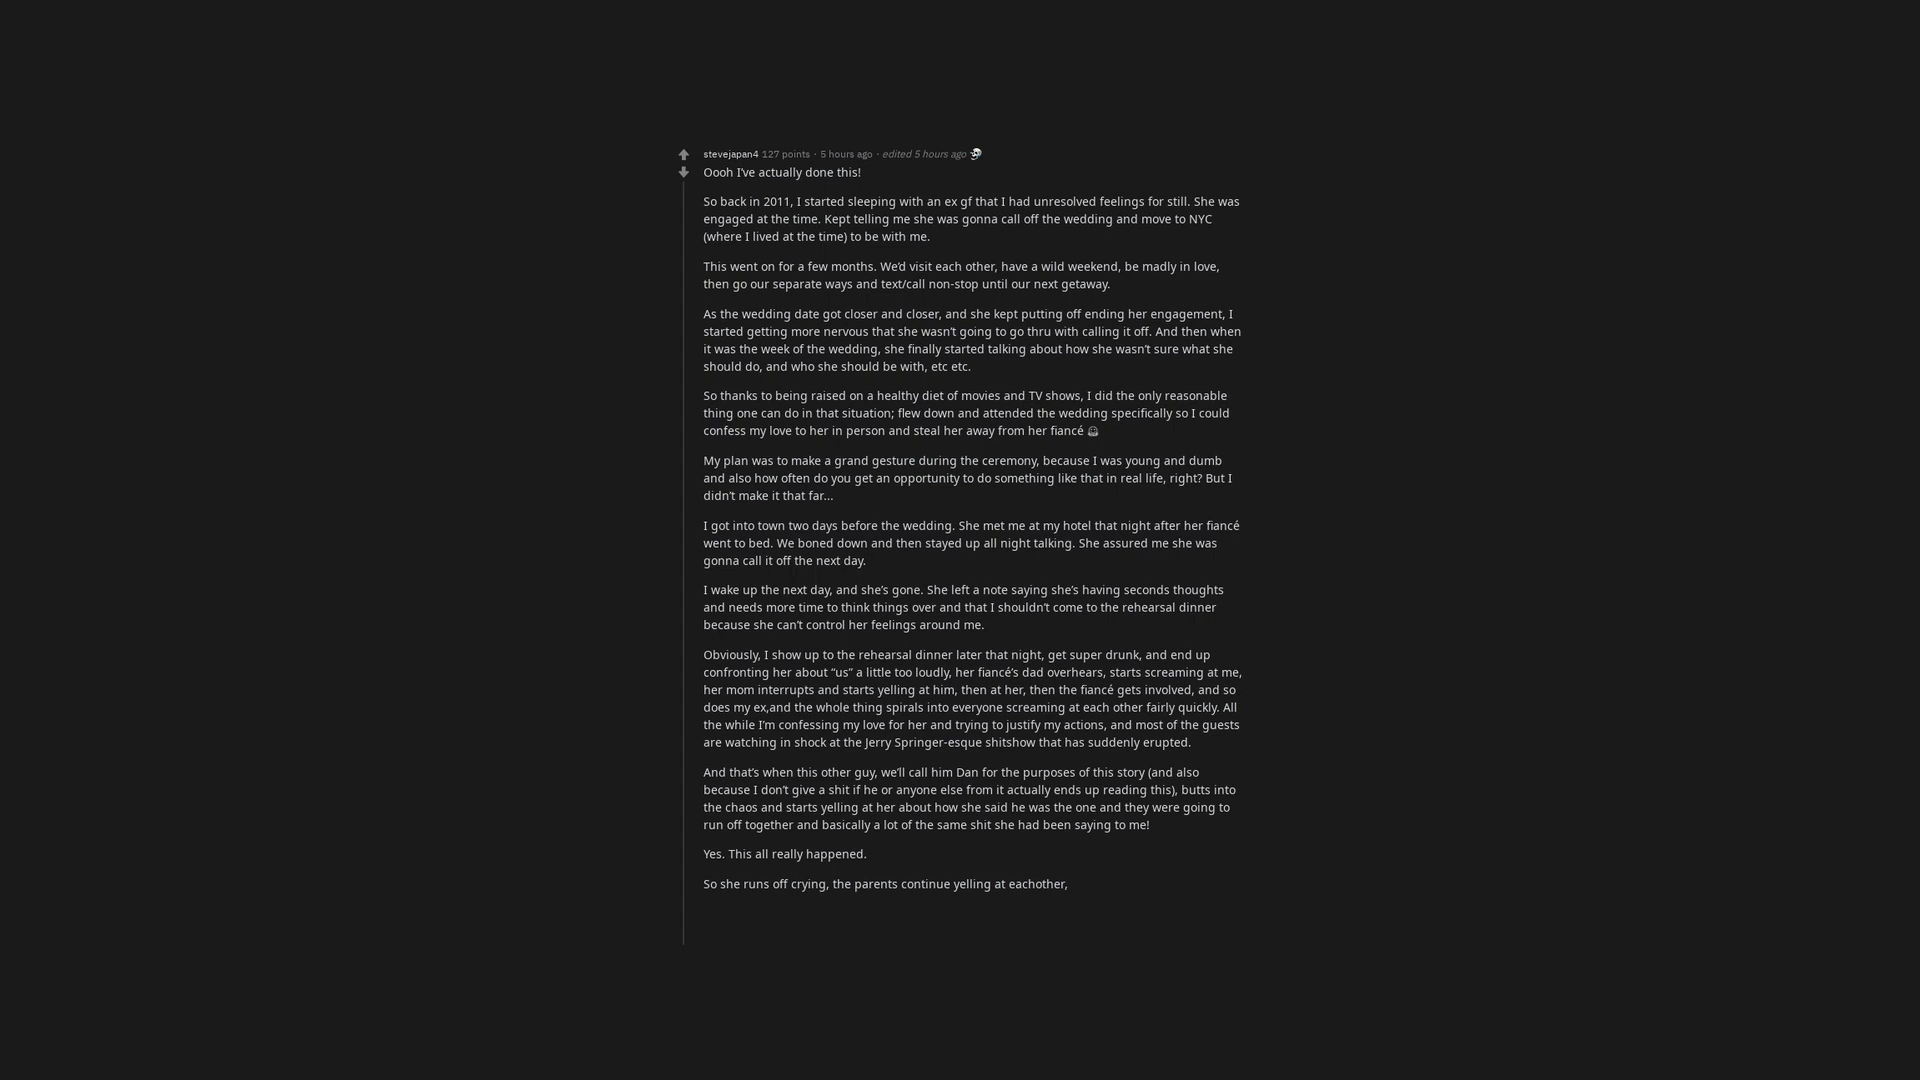 stevejapan4 127 points · 5 hours ago · edited 5 hours ago
Oooh I've actually done this!
So back in 2011, I started sleeping with an ex gf that I had unresolved feelings for still. She was
engaged at the time. Kept telling me she was gonna call off the wedding and move to NYC
(where I lived at the time) to be with me.
This went on for a few months. We'd visit each other, have a wild weekend, be madly in love,
then go our separate ways and text/call non-stop until our next getaway.
As the wedding date got closer and closer, and she kept putting off ending her engagement, I
started getting more nervous that she wasn't going to go thru with calling it off. And then when
it was the week of the wedding, she finally started talking about how she wasn't sure what she
should do, and who she should be with, etc etc.
So thanks to being raised on a healthy diet of movies and TV shows, I did the only reasonable
thing one can do in that situation; flew down and attended the wedding specifically so I could
confess my love to her in person and steal her away from her fiancé
My plan was to make a grand gesture during the ceremony, because I was young and dumb
and also how often do you get an opportunity to do something like that in real life, right? But I
didn't make it that far...
I got into town two days before the wedding. She met me at my hotel that night after her fiancé
went to bed. We boned down and then stayed up all night talking. She assured me she was
gonna call it off the next day.
I wake up the next day, and she's gone. She left a note saying she's having seconds thoughts
and needs more time to think things over and that I shouldn't come to the rehearsal dinner
because she can't control her feelings around me.
Obviously, I show up to the rehearsal dinner later that night, get super drunk, and end up
confronting her about “us” a little too loudly, her fiancé's dad overhears, starts screaming at me,
her mom interrupts and starts yelling at him, then at her, then the fiancé gets involved, and so
does my ex,and the whole thing spirals into everyone screaming at each other fairly quickly. All
the while I'm confessing my love for her and trying to justify my actions, and most of the guests
are watching in shock at the Jerry Springer-esque shitshow that has suddenly erupted.
And that's when this other guy, we'll call him Dan for the purposes of this story (and also
because I don't give a shit if he or anyone else from it actually ends up reading this), butts into
the chaos and starts yelling at her about how she said he was the one and they were going to
run off together and basically a lot of the same shit she had been saying to me!
Yes. This all really happened.
So she runs off crying, the parents continue yelling at eachother,